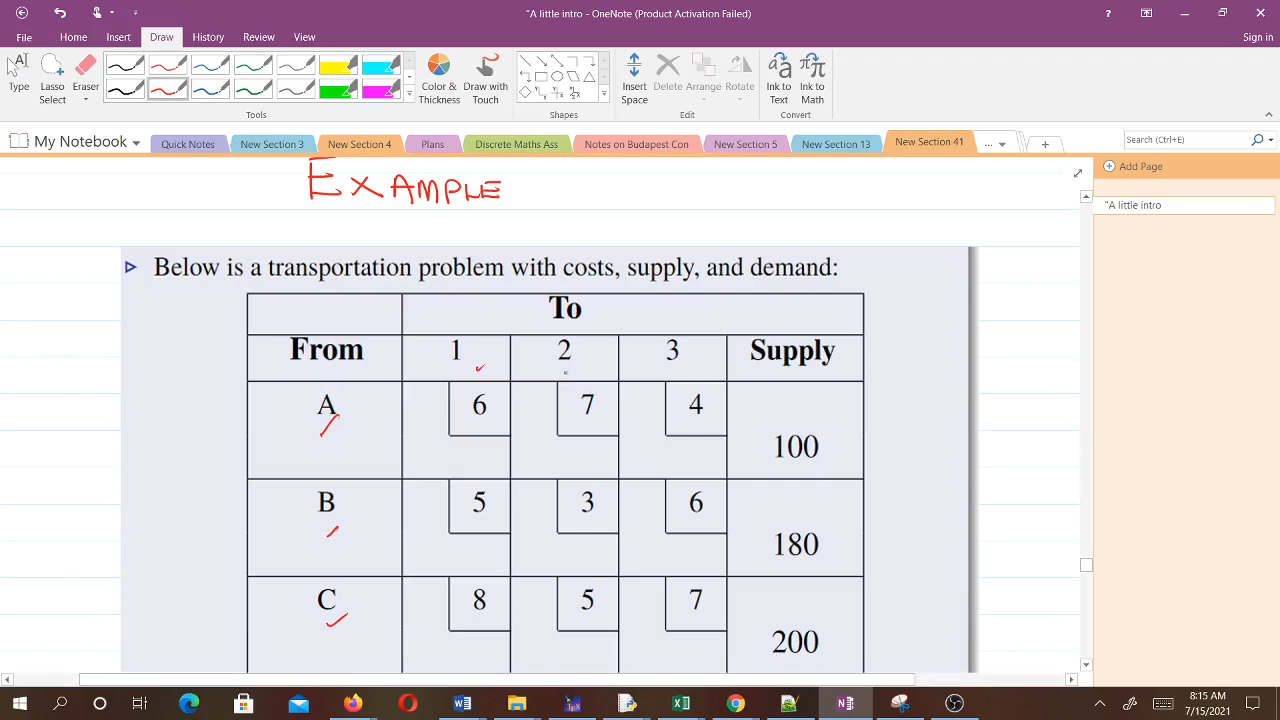 "A little intro - OneNote (Product Activation Failed)
?
File Home Insert Draw History Review View Sign in
Type Lasso Select Eraser Color & Thickness Draw with Touch Insert Space Delete Arrange Rotate Ink to Text Ink to Math
Tools Shapes Edit Convert
My Notebook Quick Notes New Section 3 New Section 4 Plans Discrete Maths Ass Notes on Budapest Con New Section 5 New Section 13 New Section 41 ... + Search (Ctrl+E)
Add Page
"A little intro
EXAMPLE
Below is a transportation problem with costs, supply, and demand:
To
From 1 2 3 Supply
A 6 7 4 100
B 5 3 6 180
C 8 5 7 200
8:15 AM
7/15/2021